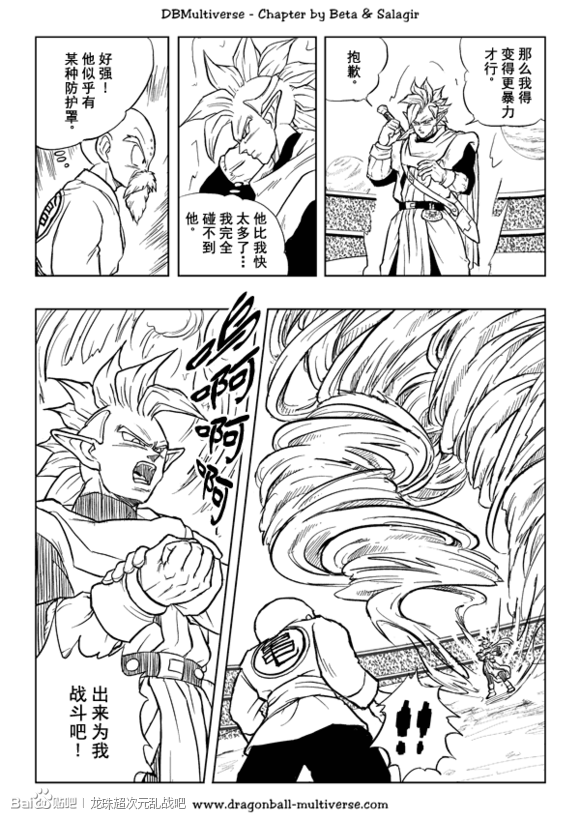 DBMultiverse - Chapter by Beta & Salagir
那么我得
变得更暴力
才行。
抱歉。
他比我快
太多了…
我完全
碰不到
他。
好强！
他似乎有
某种防护罩。
亀
!!
呜啊啊啊
出来为我
战斗吧！
Bai du 贴吧 | 龙珠超次元乱战吧
www.dragonball-multiverse.com